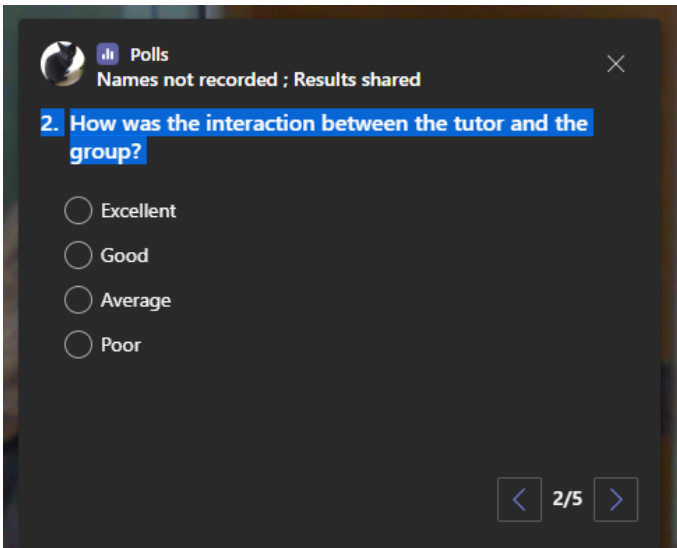 Polls
Names not recorded ; Results shared
2. How was the interaction between the tutor and the
group?
Excellent
Good
Average
Poor
2/5